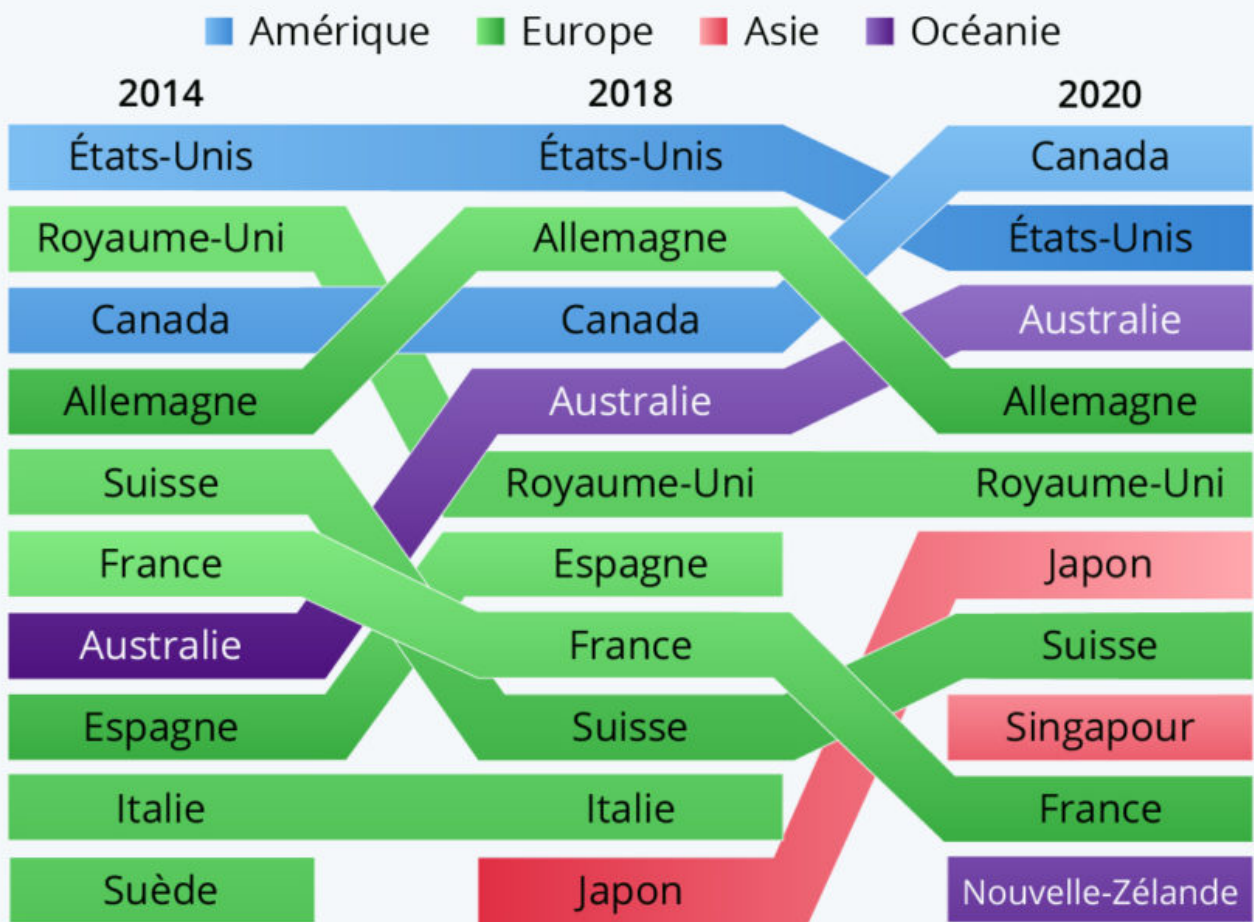 Amérique Europe Asie Océanie
2014 2018 2020
États-Unis États-Unis Canada
Royaume-Uni Allemagne États-Unis
Canada Canada Australie
Allemagne Australie Allemagne
Suisse Royaume-Uni Royaume-Uni
France Espagne Japon
Australie France Suisse
Espagne Suisse Singapour
Italie Italie France
Suède Japon Nouvelle-Zélande